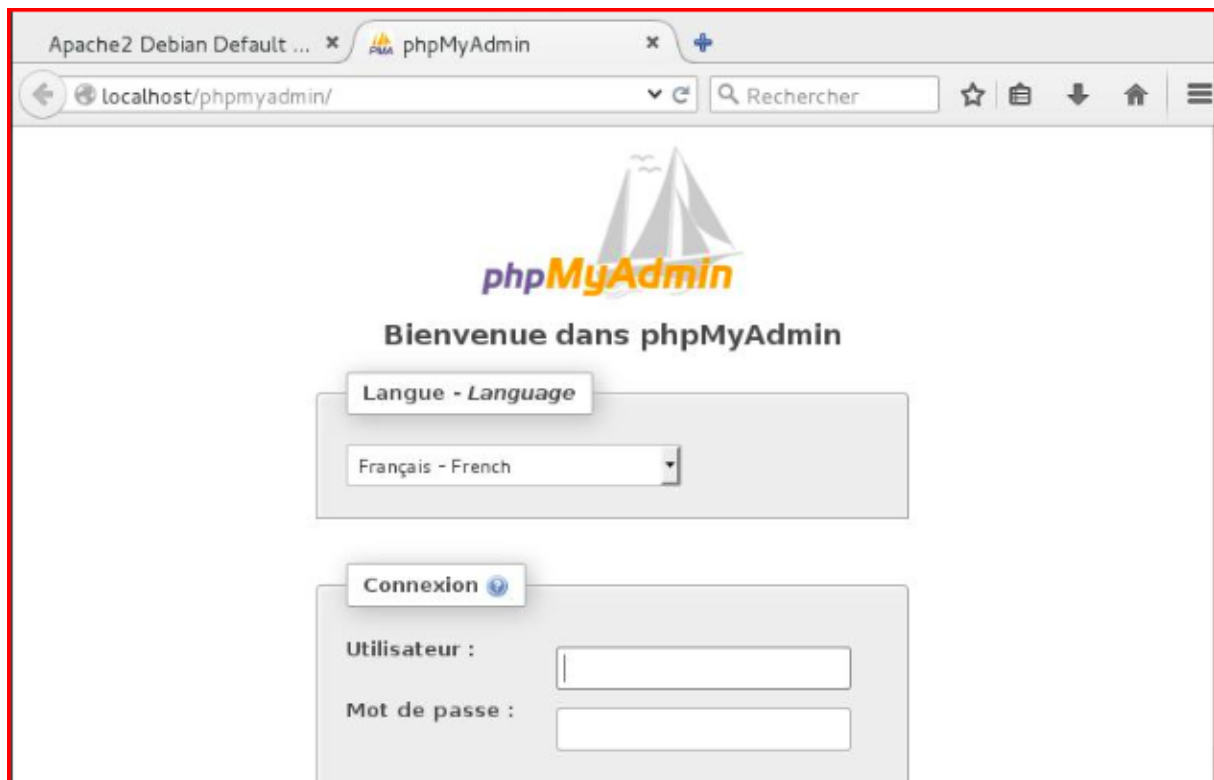 Apache2 Debian Default ...
phpMyAdmin
localhost/phpmyadmin/
Rechercher
phpMyAdmin
Bienvenue dans phpMyAdmin
Langue - Language
Français - French
Connexion
Utilisateur :
Mot de passe :